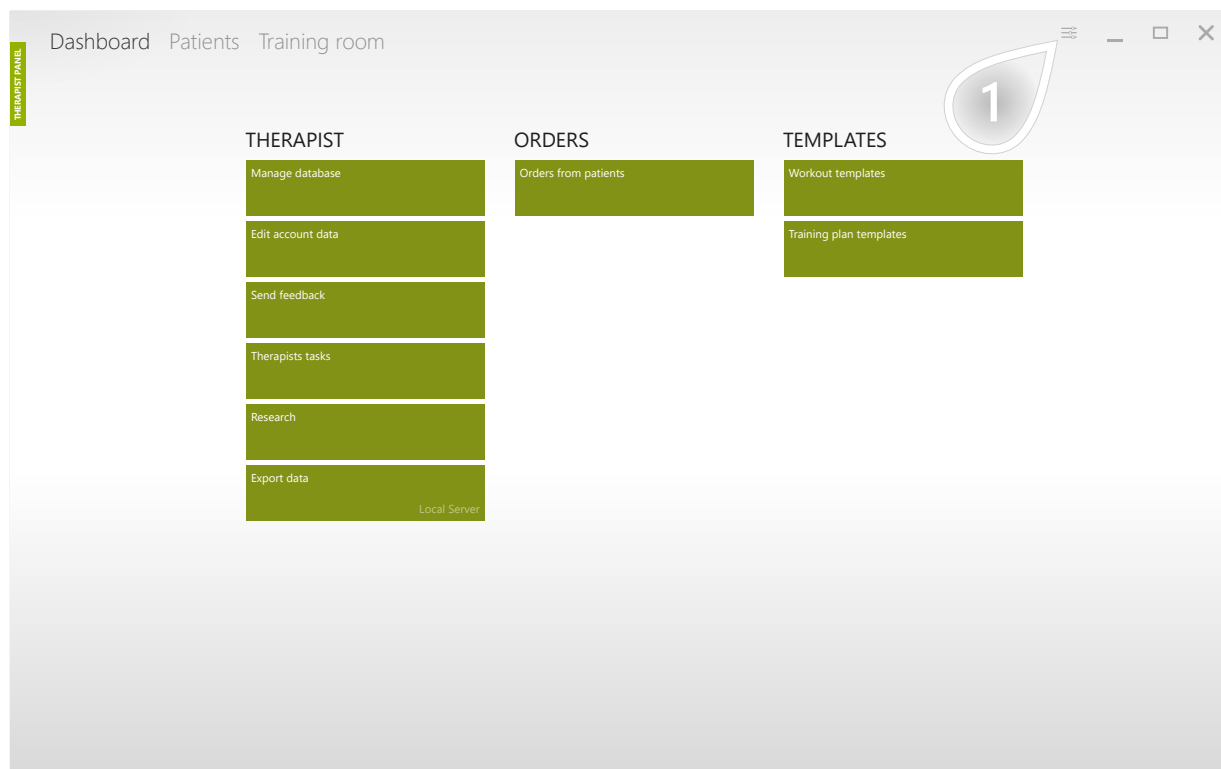 Dashboard Patients Training room
THERAPIST PANEL
1
THERAPIST
Manage database
Edit account data
Send feedback
Therapists tasks
Research
Export data
Local Server
ORDERS
Orders from patients
TEMPLATES
Workout templates
Training plan templates